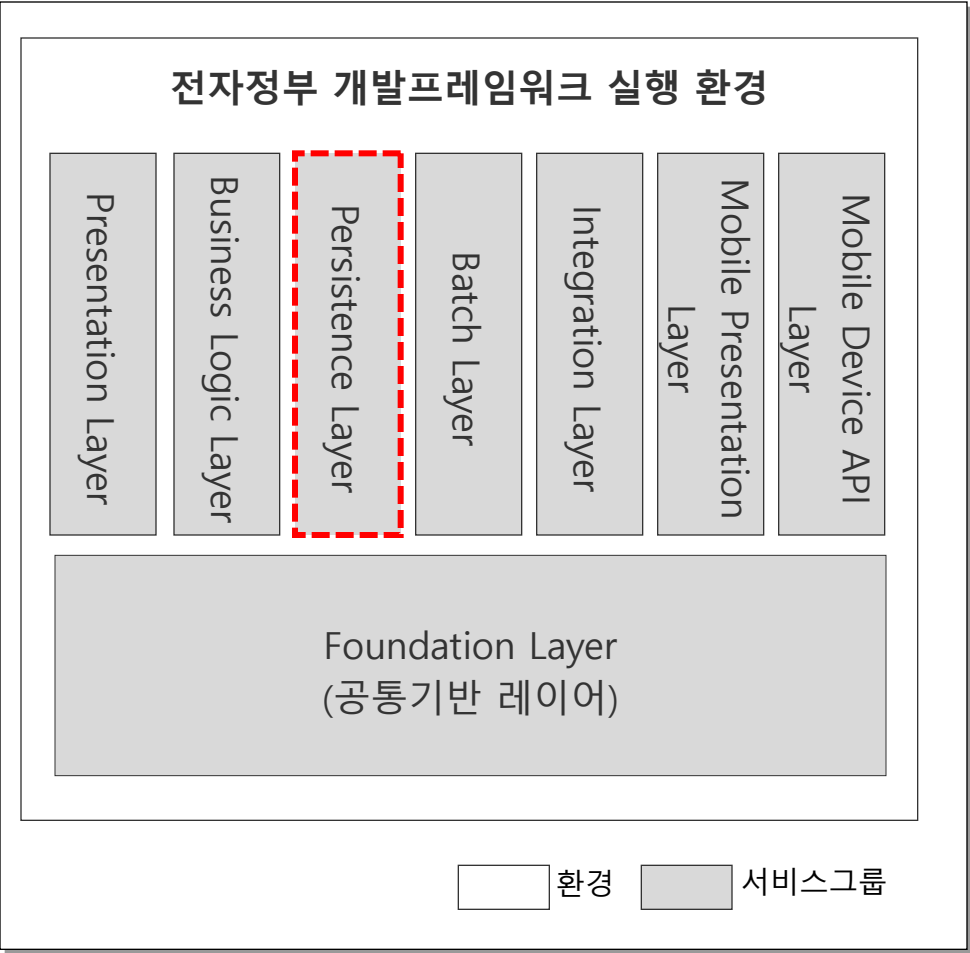 전자정부 개발프레임워크 실행 환경
Presentation Layer
Business Logic Layer
Persistence Layer
Batch Layer
Integration Layer
Mobile Presentation
Layer
Mobile Device API
Layer
Foundation Layer
(공통기반 레이어)
환경
서비스그룹